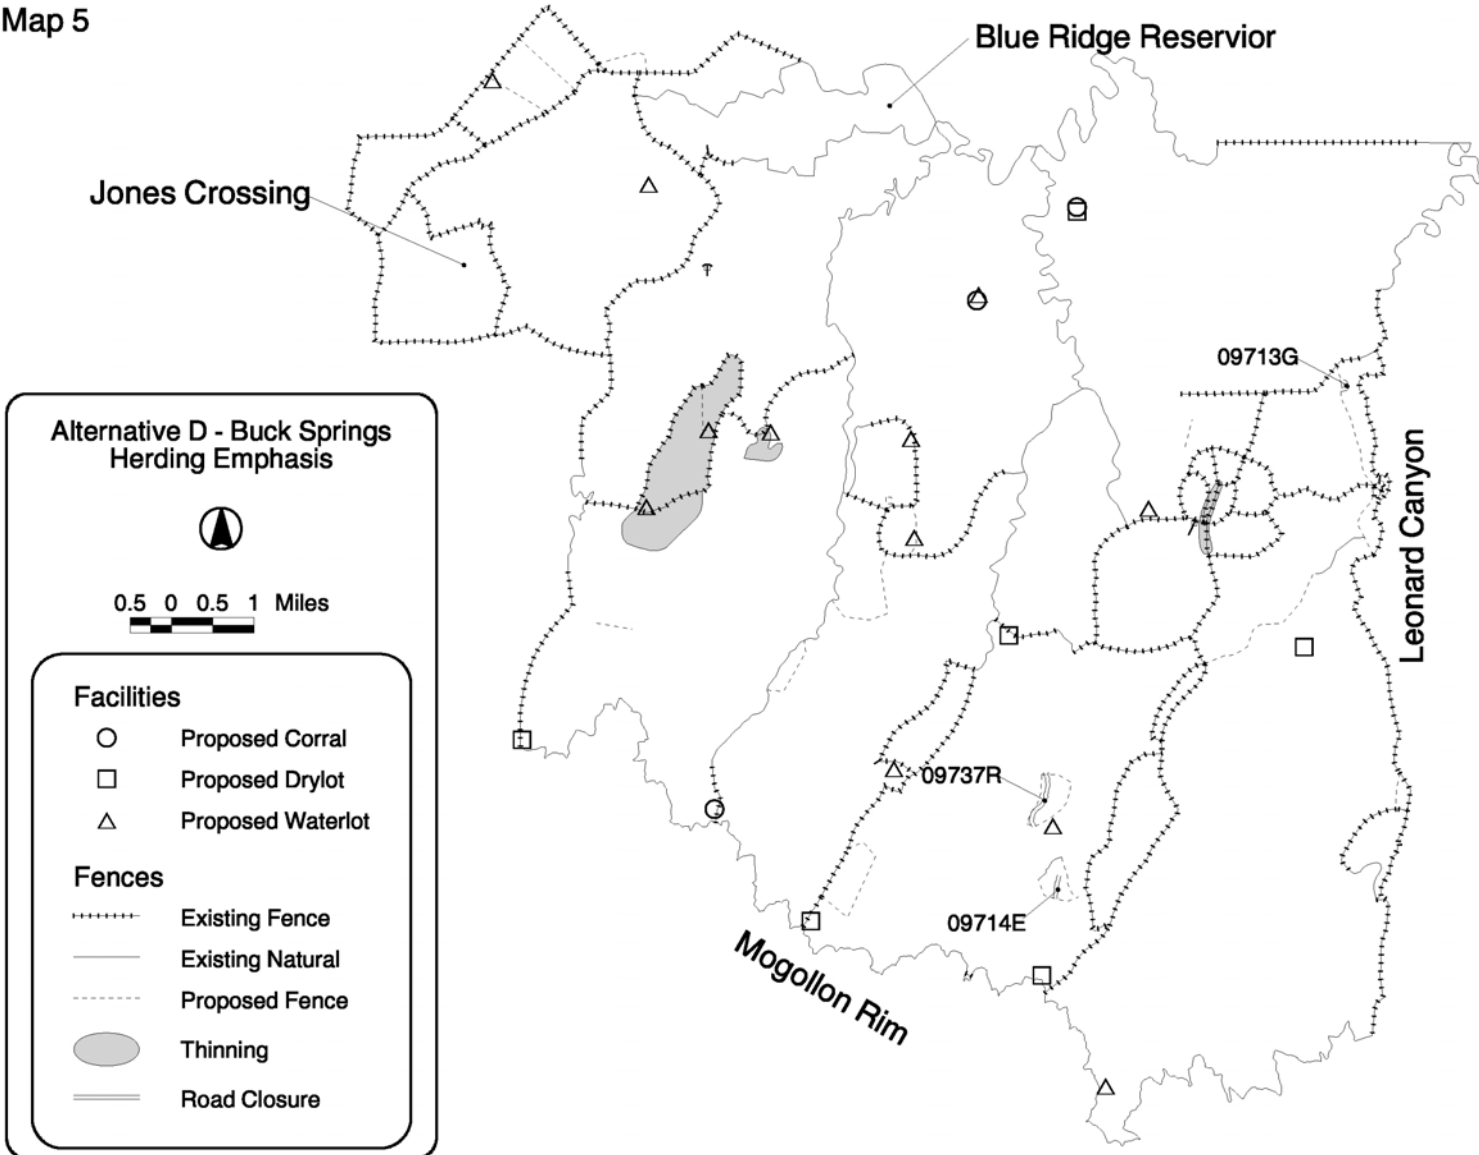 Map 5
Blue Ridge Reservior
Jones Crossing
09713G
Leonard Canyon
09737R
09714E
Mogollon Rim
Alternative D - Buck Springs
Herding Emphasis
0.5 0 0.5 1 Miles
Facilities
Proposed Corral
Proposed Drylot
Proposed Waterlot
Fences
Existing Fence
Existing Natural
Proposed Fence
Thinning
Road Closure